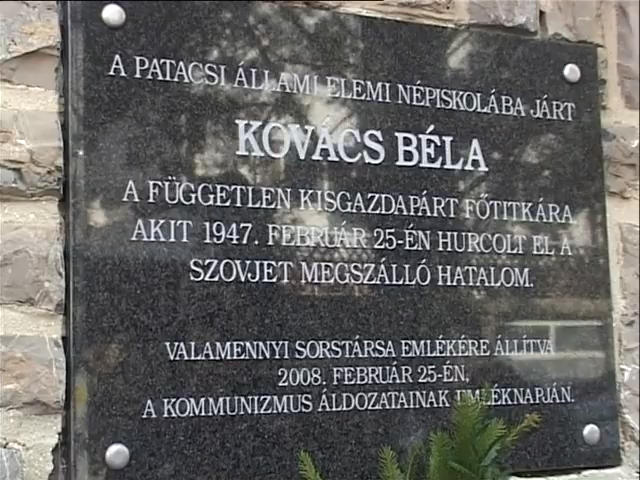 A PATACSI ÁLLAMI ELEMI NÉPISKOLÁBA JÁRT
KOVÁCS BÉLA
A FÜGGETLEN KISGAZDAPÁRT FŐTITKÁRA
AKIT 1947. FEBRUÁR 25-ÉN HURCOLT EL A
SZOVJET MEGSZÁLLÓ HATALOM.
VALAMENNYI SORSTÁRSA EMLÉKÉRE ÁLLÍTVA
2008. FEBRUÁR 25-ÉN,
A KOMMUNIZMUS ÁLDOZATAINAK EMLÉKNAPJÁN.